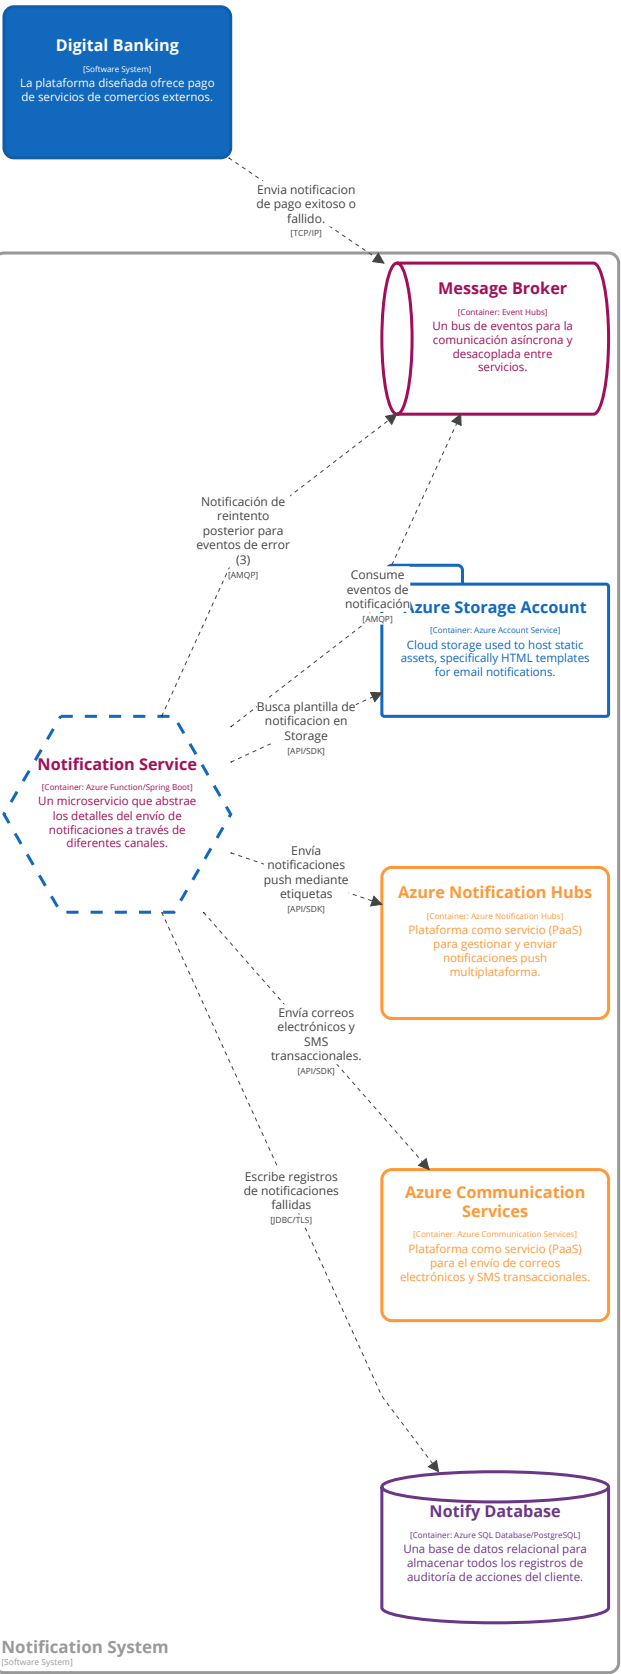 Digital Banking
[Software System]
La plataforma diseñada ofrece pago
de servicios de comercios externos.
Envia notificacion
de pago exitoso o
fallido.
[TCP/IP]
Message Broker
[Container: Event Hubs]
Un bus de eventos para la
comunicación asíncrona y
desacoplada entre
servicios.
Notificación de
reintento
posterior para
eventos de error
(3)
[AMQP]
Consume
eventos de
notificación
[AMQP]
Azure Storage Account
[Container: Azure Account Service]
Cloud storage used to host static
assets, specifically HTML templates
for email notifications.
Busca plantilla de
notificacion en
Storage
[API/SDK]
Notification Service
[Container: Azure Function/Spring Boot]
Un microservicio que abstrae
los detalles del envío de
notificaciones a través de
diferentes canales.
Envía
notificaciones
push mediante
etiquetas
[API/SDK]
Azure Notification Hubs
[Container: Azure Notification Hubs]
Plataforma como servicio (PaaS)
para gestionar y enviar
notificaciones push
multiplataforma.
Envía correos
electrónicos y
SMS
transaccionales.
[API/SDK]
Azure Communication
Services
[Container: Azure Communication Services]
Plataforma como servicio (PaaS)
para el envío de correos
electrónicos y SMS transaccionales.
Escribe registros
de notificaciones
fallidas
[JDBC/TLS]
Notify Database
[Container: Azure SQL Database/PostgreSQL]
Una base de datos relacional para
almacenar todos los registros de
auditoría de acciones del cliente.
Notification System
[Software System]